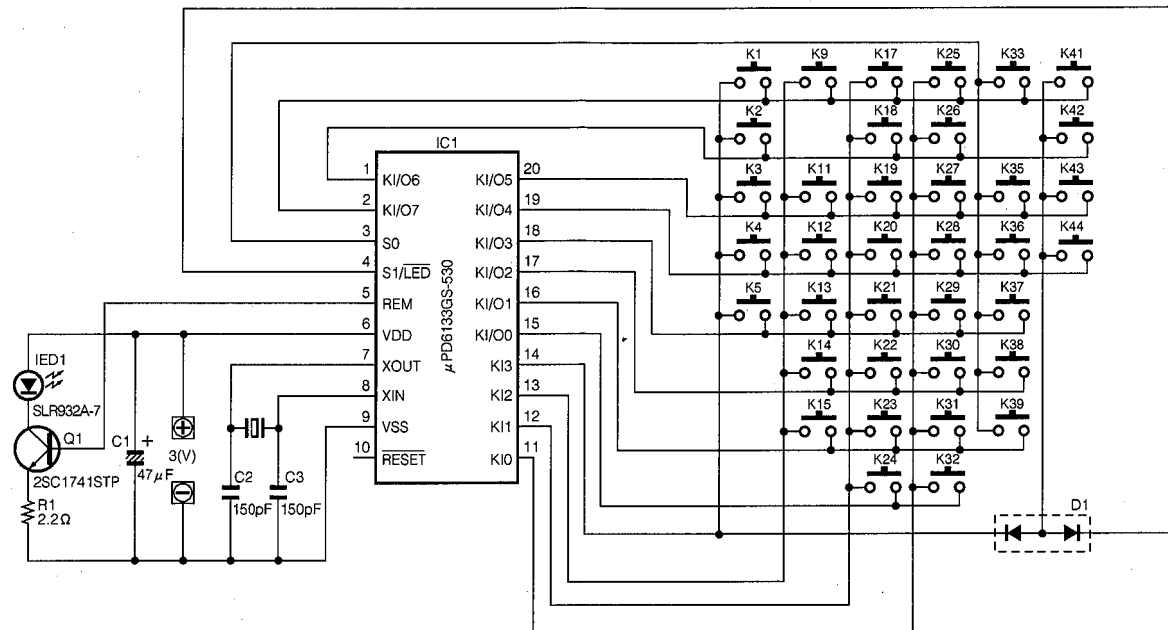 K1 K9 K17 K25 K33 K41
K2 K18 K26 K42
IC1
1 KI/O6 KI/O5 20
K3 K11 K19 K27 K35 K43
2 KI/O7 KI/O4 19
3 S0 KI/O3 18
K4 K12 K20 K28 K36 K44
4 S1/LED KI/O2 17
5 REM KI/O1 16
K5 K13 K21 K29 K37
6 VDD KI/O0 15
µPD6133GS-530
7 XOUT KI3 14
K14 K22 K30 K38
IED1
8 XIN KI2 13
SLR932A-7
9 VSS KI1 12
K15 K23 K31 K39
Q1
C1 +
3(V)
10 RESET KI0 11
2SC1741STP
47µF
C2 C3
K24 K32
R1
2.2Ω
150pF 150pF
D1